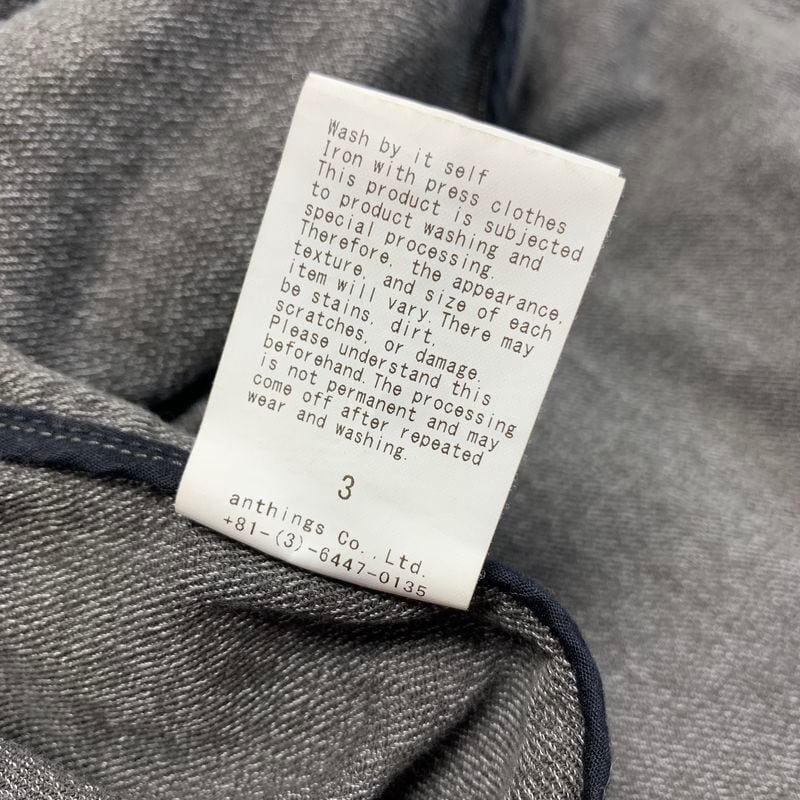 Wash by it self
Iron with press clothes
This product is subjected
to product washing and
special processing.
Therefore, the appearance,
texture, and size of each
item will vary. There may
be stains, dirt,
scratches, or damage.
Please understand this
beforehand. The processing
is not permanent and may
come off after repeated
wear and washing.
3
anthings Co.,Ltd.
+81-(3)-6447-0135